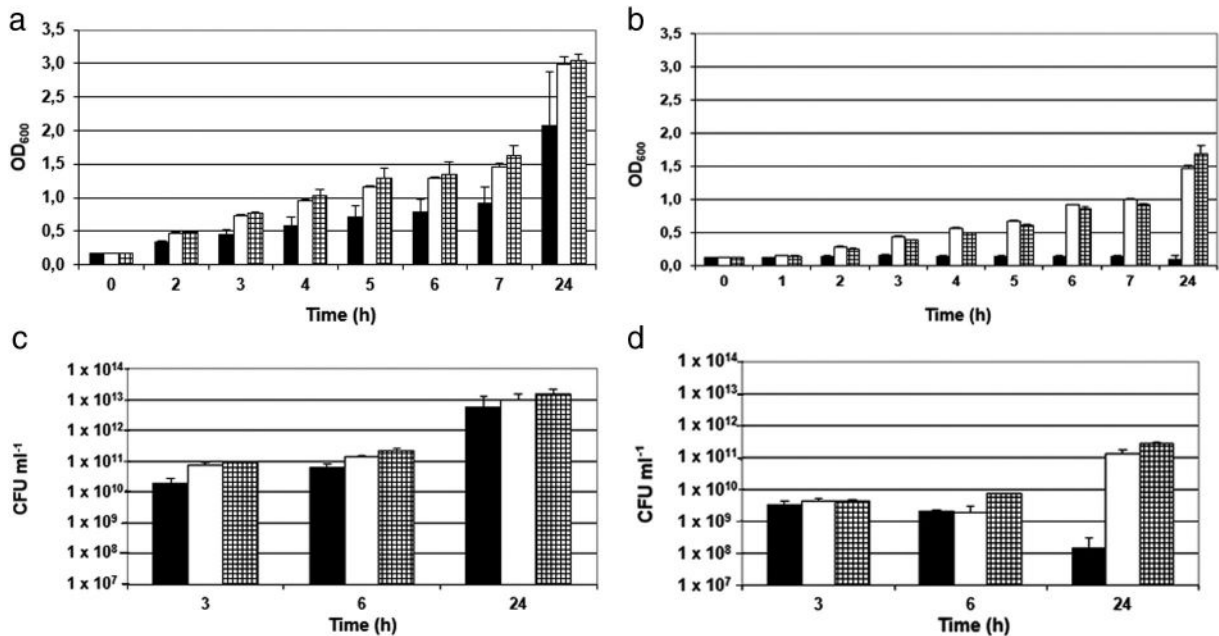 a
3,5
3,0
2,5
2,0
1,5
1,0
0,5
0,0
OD600
0 2 3 4 5 6 7 24
Time (h)
b
3,5
3,0
2,5
2,0
1,5
1,0
0,5
0,0
OD600
0 1 2 3 4 5 6 7 24
Time (h)
c
1 x 10^14
1 x 10^13
1 x 10^12
1 x 10^11
1 x 10^10
1 x 10^9
1 x 10^8
1 x 10^7
CFU ml^-1
3 6 24
Time (h)
d
1 x 10^14
1 x 10^13
1 x 10^12
1 x 10^11
1 x 10^10
1 x 10^9
1 x 10^8
1 x 10^7
CFU ml^-1
3 6 24
Time (h)